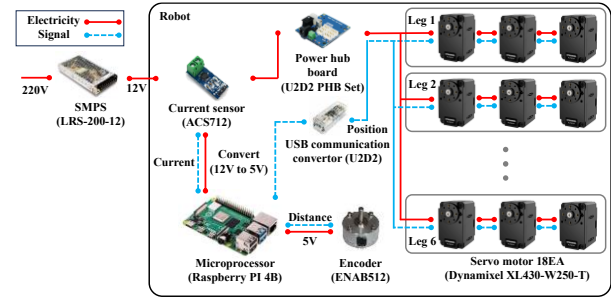 Electricity
Signal
Robot
220V
SMPS
(LRS-200-12)
12V
Current sensor
(ACS712)
Power hub
board
(U2D2 PHB Set)
Position
USB communication
convertor (U2D2)
Current
Convert
(12V to 5V)
Microprocessor
(Raspberry PI 4B)
Distance
5V
Encoder
(ENAB512)
Leg 1
Leg 2
Leg 6
Servo motor 18EA
(Dynamixel XL430-W250-T)